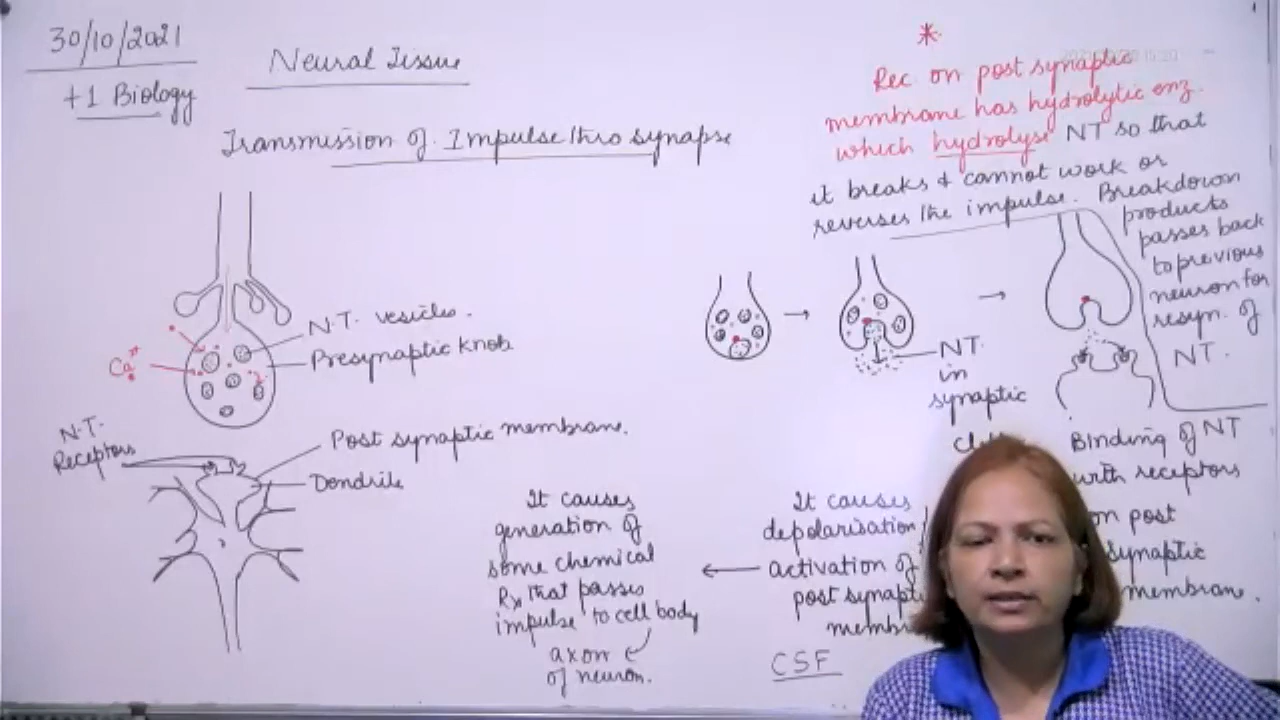 30/10/2021
+1 Biology
Neural Tissue
Transmission of Impulse thro synapse
*
Rec. on post synaptic
membrane has hydrolytic enz.
which hydrolyse NT so that
it breaks & cannot work or
reverses the impulse. Breakdown
products
passes back
to previous
neuron for
resyn. of
NT.
N.T. vesicles.
Presynaptic knob
Ca++
N.T.
Receptors
Post synaptic membrane.
Dendrite
NT
in
synaptic
Binding of NT
with receptors
on post
synaptic
membrane.
It causes
depolarisation
activation of
post synaptic
CSF
It causes
generation of
some chemical
Rx that passes
impulse to cell body
axon
of neuron.